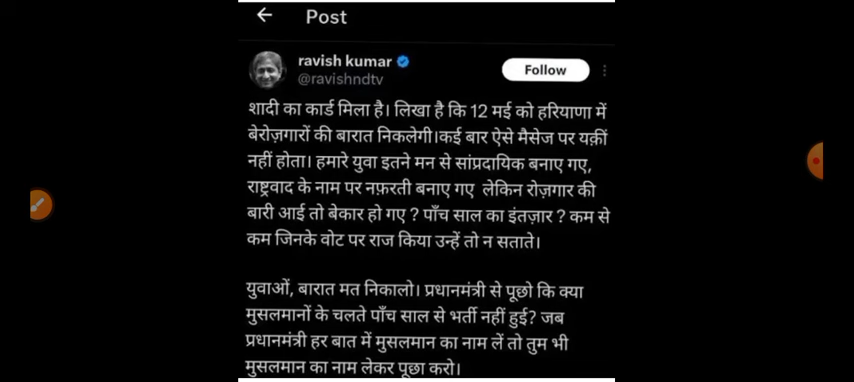 Post
ravish kumar
@ravishndtv
Follow
शादी का कार्ड मिला है। लिखा है कि 12 मई को हरियाणा में
बेरोज़गारों की बारात निकलेगी।कई बार ऐसे मैसेज पर यक़ीं
नहीं होता। हमारे युवा इतने मन से सांप्रदायिक बनाए गए,
राष्ट्रवाद के नाम पर नफ़रती बनाए गए लेकिन रोज़गार की
बारी आई तो बेकार हो गए ? पाँच साल का इंतज़ार ? कम से
कम जिनके वोट पर राज किया उन्हें तो न सताते।
युवाओं, बारात मत निकालो। प्रधानमंत्री से पूछो कि क्या
मुसलमानों के चलते पाँच साल से भर्ती नहीं हुई? जब
प्रधानमंत्री हर बात में मुसलमान का नाम लें तो तुम भी
मुसलमान का नाम लेकर पूछा करो।